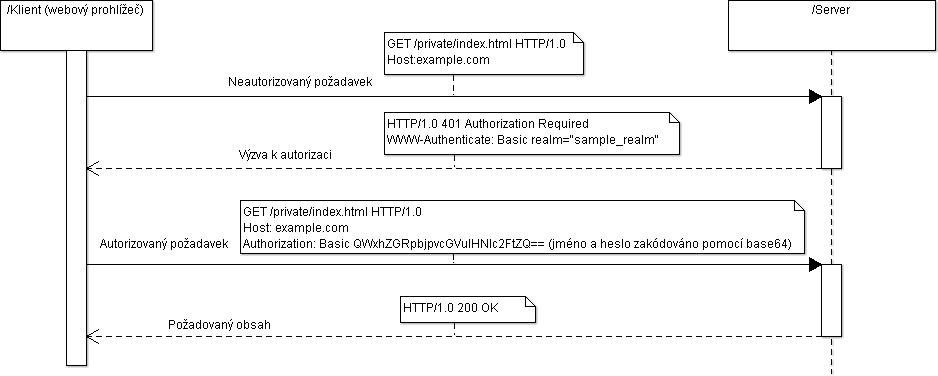 /Klient (webový prohlížeč)
/Server
GET /private/index.html HTTP/1.0
Host:example.com
Neautorizovaný požadavek
HTTP/1.0 401 Authorization Required
WWW-Authenticate: Basic realm="sample_realm"
Výzva k autorizaci
GET /private/index.html HTTP/1.0
Host: example.com
Authorization: Basic QWxhZGRpbjpvcGVuIHNlc2FtZQ== (jméno a heslo zakódováno pomocí base64)
Autorizovaný požadavek
HTTP/1.0 200 OK
Požadovaný obsah